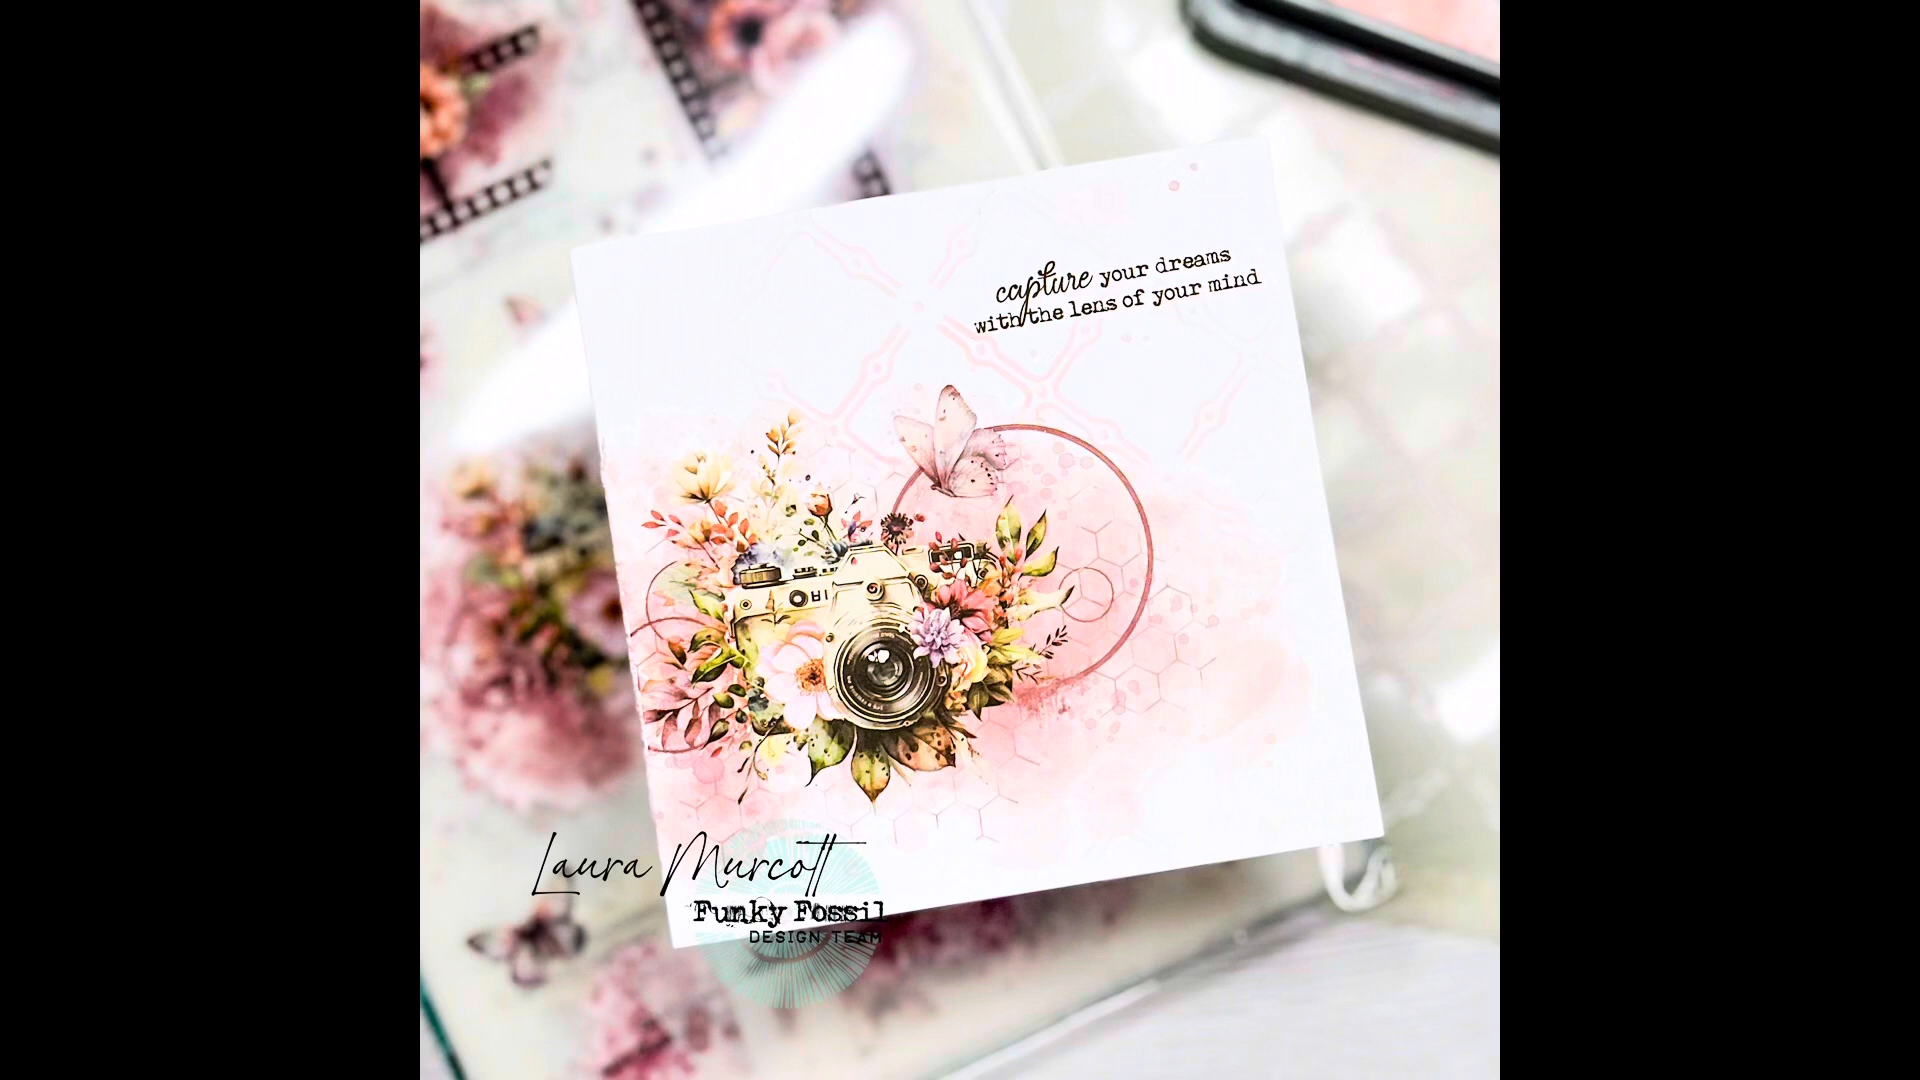 capture your dreams
with the lens of your mind
Laura Murcott
Funky Fossil
DESIGN TEAM